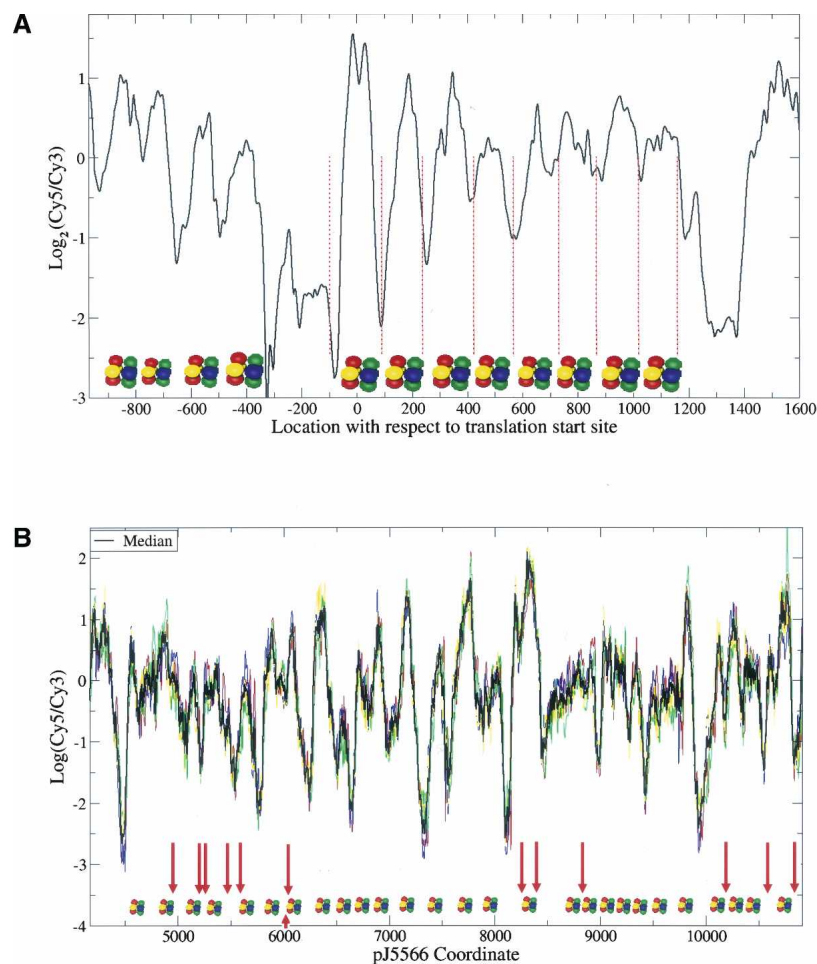 A
Log2(Cy5/Cy3)
1
0
-1
-2
-3
-800 -600 -400 -200 0 200 400 600 800 1000 1200 1400 1600
Location with respect to translation start site
B
Median
Log(Cy5/Cy3)
2
1
0
-1
-2
-3
-4
5000 6000 7000 8000 9000 10000
pJ5566 Coordinate